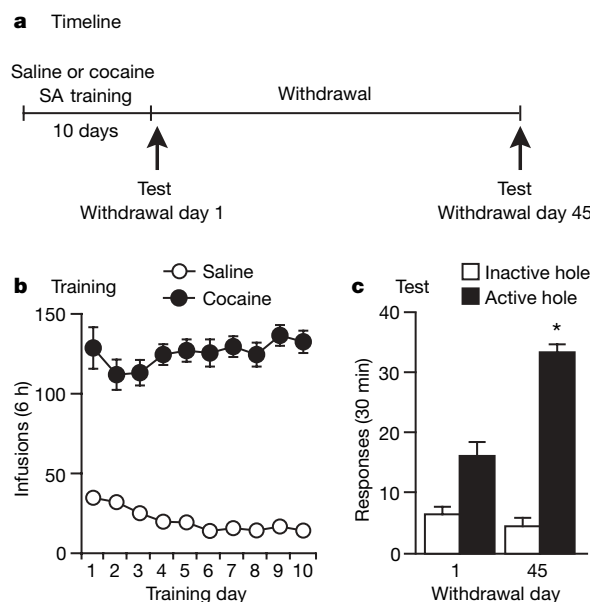 a Timeline
Saline or cocaine
SA training
Withdrawal
10 days
Test
Withdrawal day 1
Test
Withdrawal day 45
b Training
Saline
Cocaine
150
100
50
0
Infusions (6 h)
1 2 3 4 5 6 7 8 9 10
Training day
c Test
Inactive hole
Active hole
40
30
20
10
0
Responses (30 min)
*
1 45
Withdrawal day